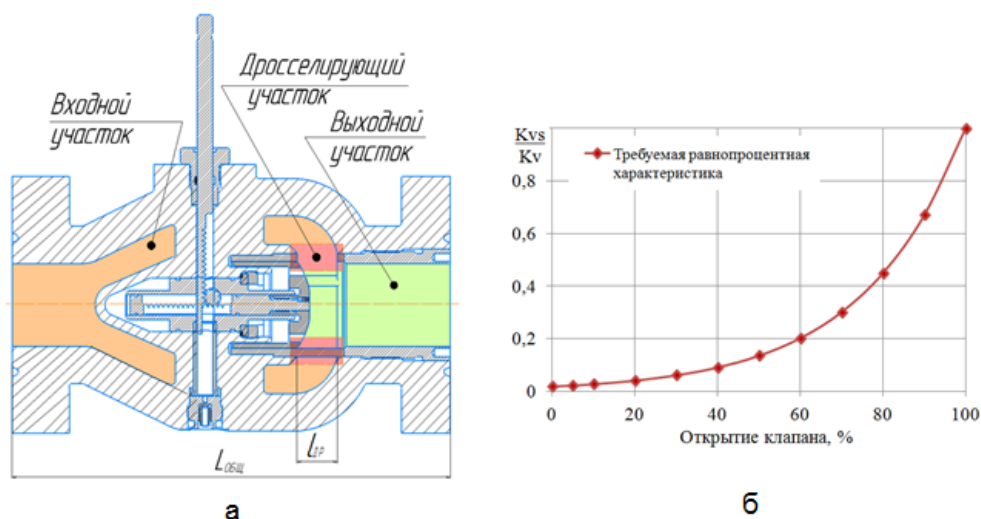 Входной
участок
Дросселирующий
участок
Выходной
участок
lдр
Lобщ
а
Kvs
Kv
Требуемая равнопроцентная
характеристика
0,8
0,6
0,4
0,2
0
0 20 40 60 80 100
Открытие клапана, %
б